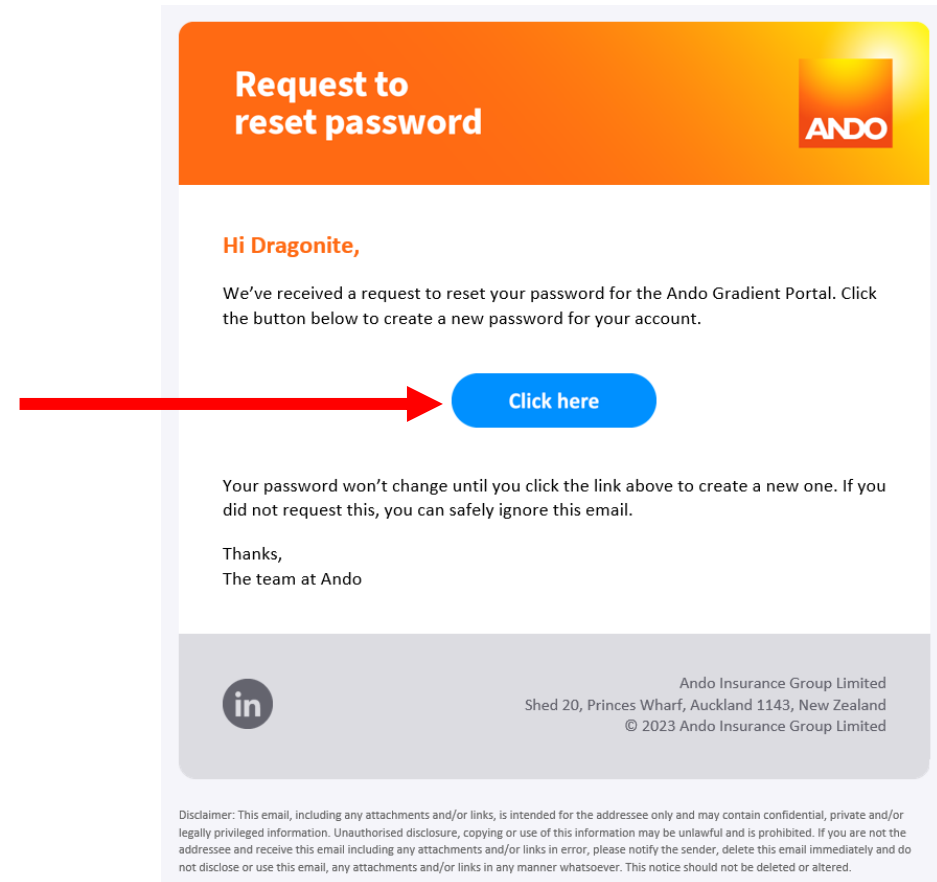 Request to
reset password
ANDO
Hi Dragonite,
We've received a request to reset your password for the Ando Gradient Portal. Click
the button below to create a new password for your account.
Click here
Your password won't change until you click the link above to create a new one. If you
did not request this, you can safely ignore this email.
Thanks,
The team at Ando
in
Ando Insurance Group Limited
Shed 20, Princes Wharf, Auckland 1143, New Zealand
© 2023 Ando Insurance Group Limited
Disclaimer: This email, including any attachments and/or links, is intended for the addressee only and may contain confidential, private and/or
legally privileged information. Unauthorised disclosure, copying or use of this information may be unlawful and is prohibited. If you are not the
addressee and receive this email including any attachments and/or links in error, please notify the sender, delete this email immediately and do
not disclose or use this email, any attachments and/or links in any manner whatsoever. This notice should not be deleted or altered.